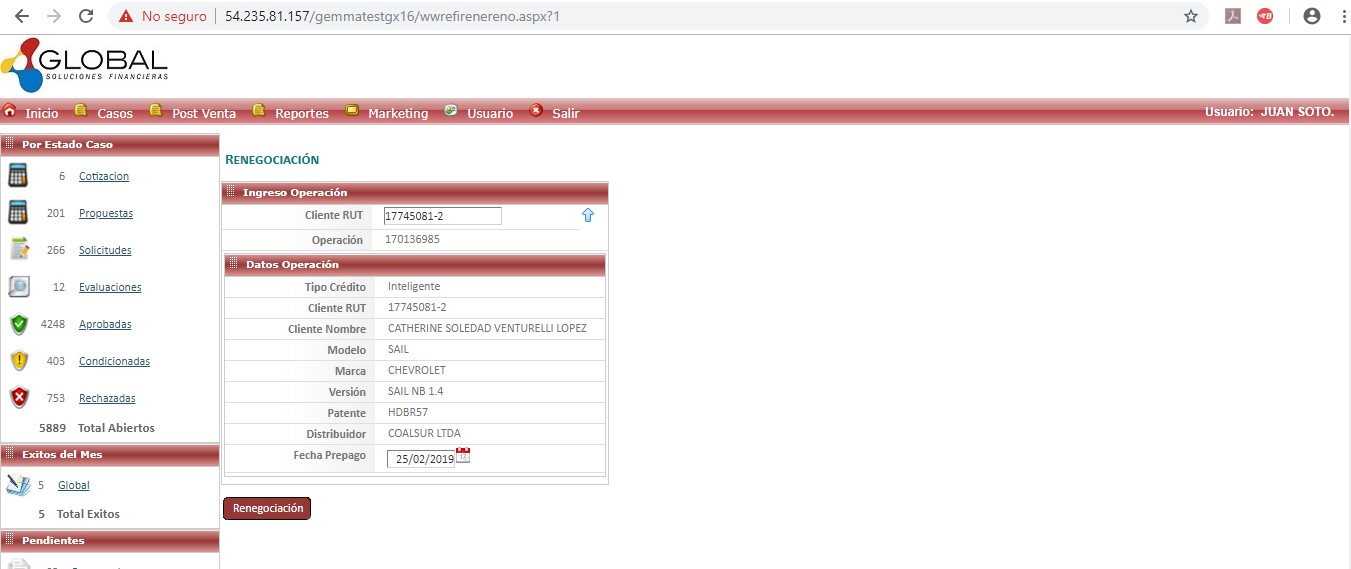 No seguro | 54.235.81.157/gemmatestgx16/wwrefirenereno.aspx?1
GLOBAL
SOLUCIONES FINANCIERAS
Inicio Casos Post Venta Reportes Marketing Usuario Salir Usuario: JUAN SOTO.
Por Estado Caso
6 Cotizacion
201 Propuestas
266 Solicitudes
12 Evaluaciones
4248 Aprobadas
403 Condicionadas
753 Rechazadas
5889 Total Abiertos
Exitos del Mes
5 Global
5 Total Exitos
Pendientes
RENEGOCIACIÓN
Ingreso Operación
Cliente RUT 17745081-2
Operación 170136985
Datos Operación
Tipo Crédito Inteligente
Cliente RUT 17745081-2
Cliente Nombre CATHERINE SOLEDAD VENTURELLI LOPEZ
Modelo SAIL
Marca CHEVROLET
Versión SAIL NB 1.4
Patente HDBR57
Distribuidor COALSUR LTDA
Fecha Prepago 25/02/2019
Renegociación